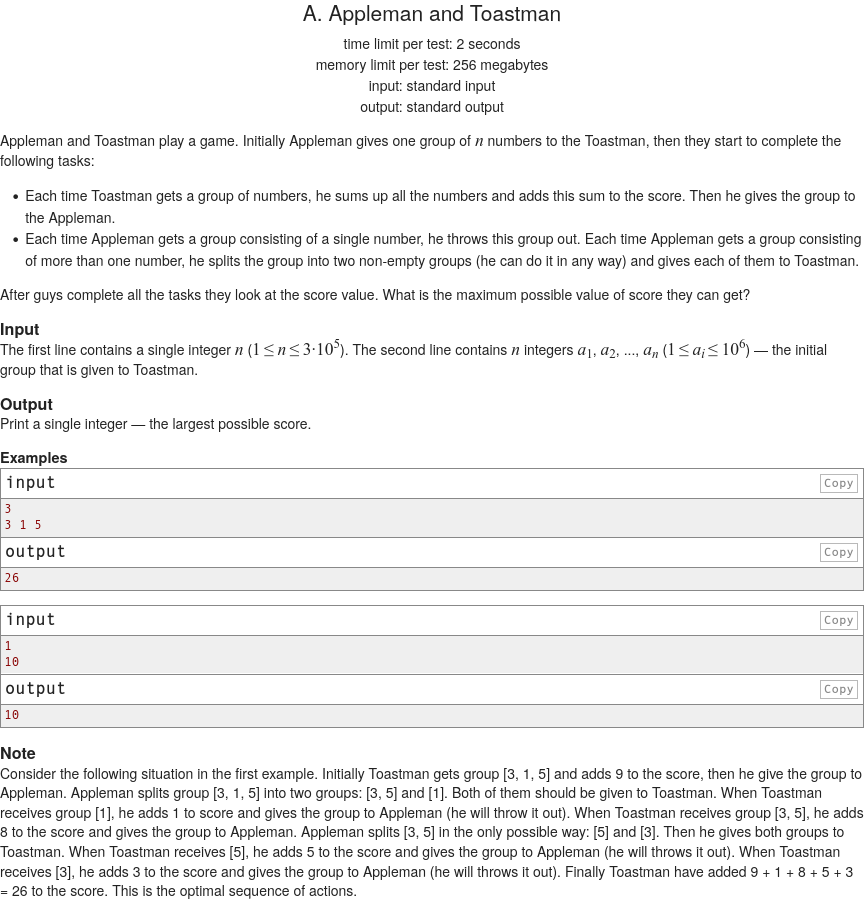 A. Appleman and Toastman
time limit per test: 2 seconds
memory limit per test: 256 megabytes
input: standard input
output: standard output
Appleman and Toastman play a game. Initially Appleman gives one group of n numbers to the Toastman, then they start to complete the
following tasks:
• Each time Toastman gets a group of numbers, he sums up all the numbers and adds this sum to the score. Then he gives the group to
the Appleman.
• Each time Appleman gets a group consisting of a single number, he throws this group out. Each time Appleman gets a group consisting
of more than one number, he splits the group into two non-empty groups (he can do it in any way) and gives each of them to Toastman.
After guys complete all the tasks they look at the score value. What is the maximum possible value of score they can get?
Input
The first line contains a single integer n (1 ≤ n ≤ 3·10⁵). The second line contains n integers a₁, a₂, ..., aₙ (1 ≤ aᵢ ≤ 10⁶) — the initial
group that is given to Toastman.
Output
Print a single integer — the largest possible score.
Examples
input Copy
3
3 1 5
output Copy
26
input Copy
1
10
output Copy
10
Note
Consider the following situation in the first example. Initially Toastman gets group [3, 1, 5] and adds 9 to the score, then he give the group to
Appleman. Appleman splits group [3, 1, 5] into two groups: [3, 5] and [1]. Both of them should be given to Toastman. When Toastman
receives group [1], he adds 1 to score and gives the group to Appleman (he will throw it out). When Toastman receives group [3, 5], he adds
8 to the score and gives the group to Appleman. Appleman splits [3, 5] in the only possible way: [5] and [3]. Then he gives both groups to
Toastman. When Toastman receives [5], he adds 5 to the score and gives the group to Appleman (he will throws it out). When Toastman
receives [3], he adds 3 to the score and gives the group to Appleman (he will throws it out). Finally Toastman have added 9 + 1 + 8 + 5 + 3
= 26 to the score. This is the optimal sequence of actions.